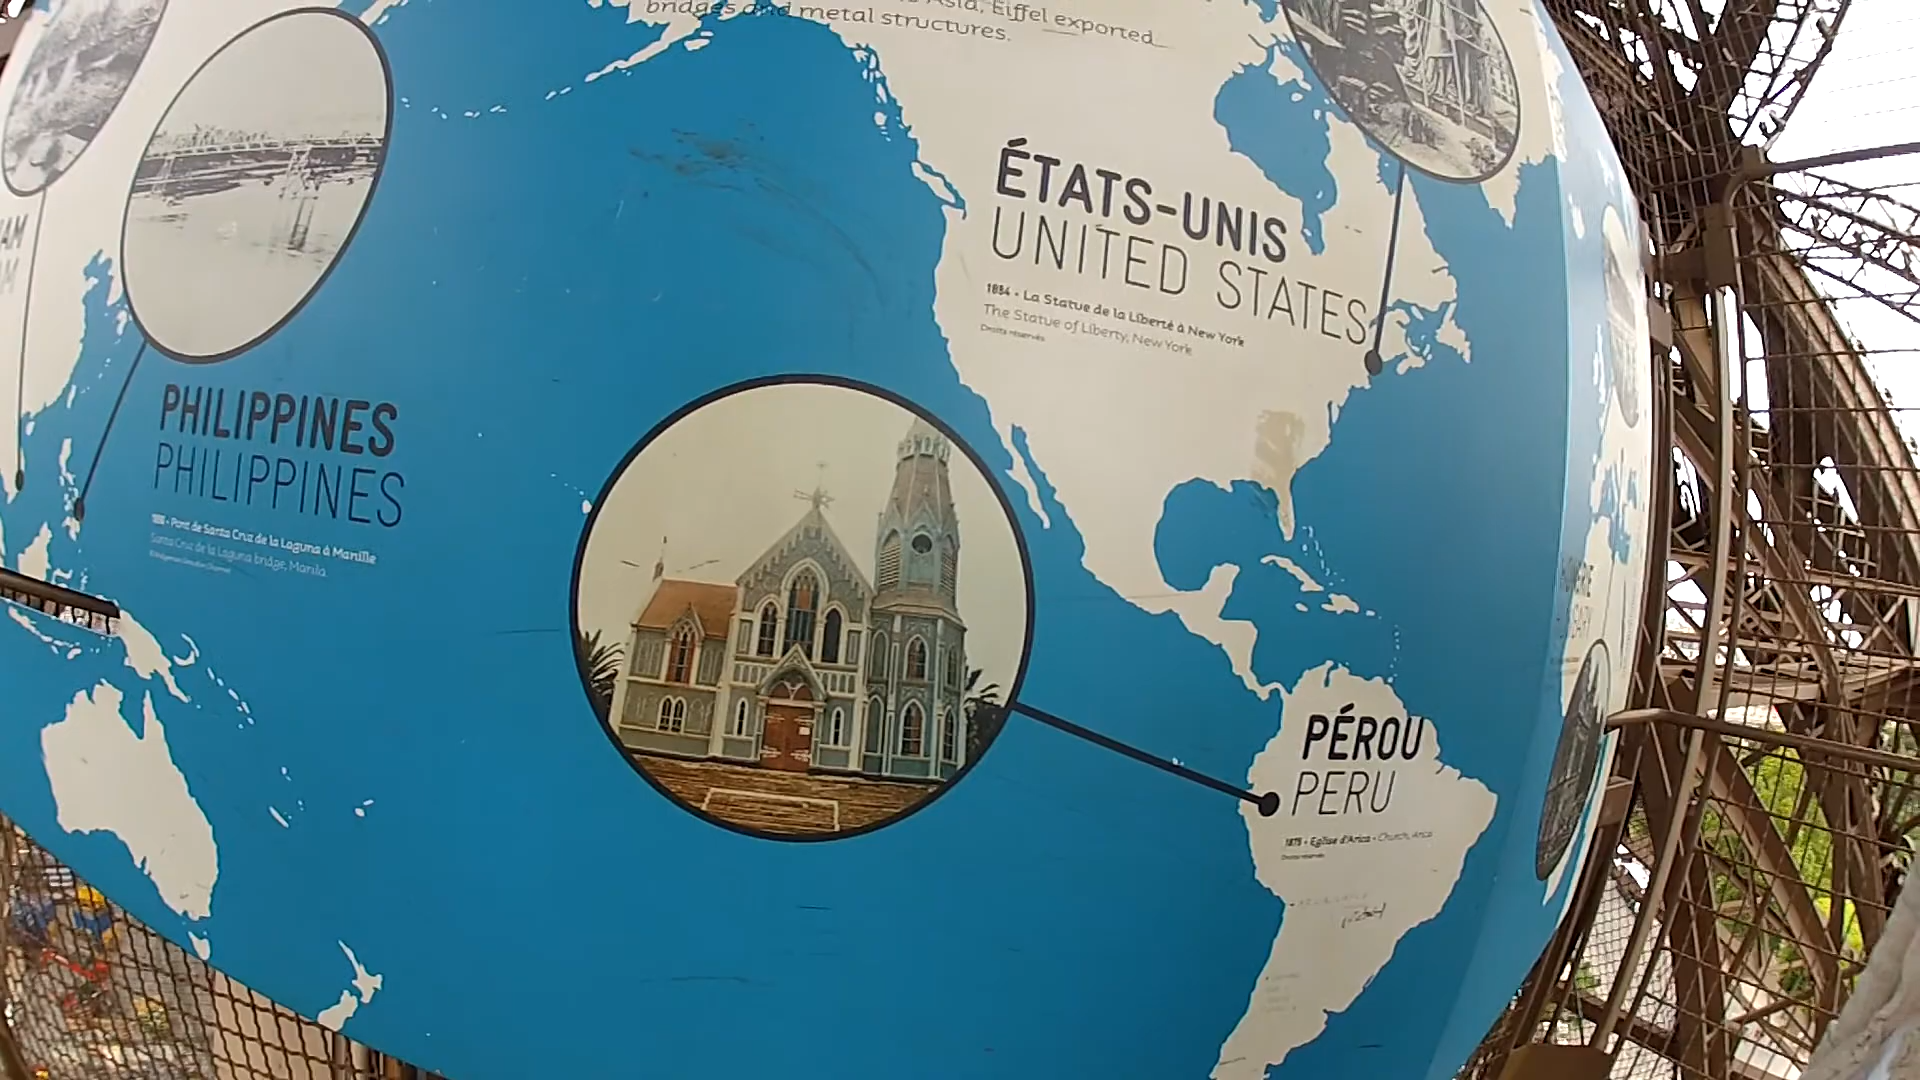 Asia, Eiffel exported
bridges and metal structures.
ÉTATS-UNIS
UNITED STATES
1884 • La Statue de la Liberté à New York
The Statue of Liberty, New York
Droits réservés
PHILIPPINES
PHILIPPINES
Pont de Santa Cruz de la Laguna à Manille
Santa Cruz de la Laguna bridge, Manila
PÉROU
PERU
1875 • Eglise d'Arica • Church, Arica
Droits réservés